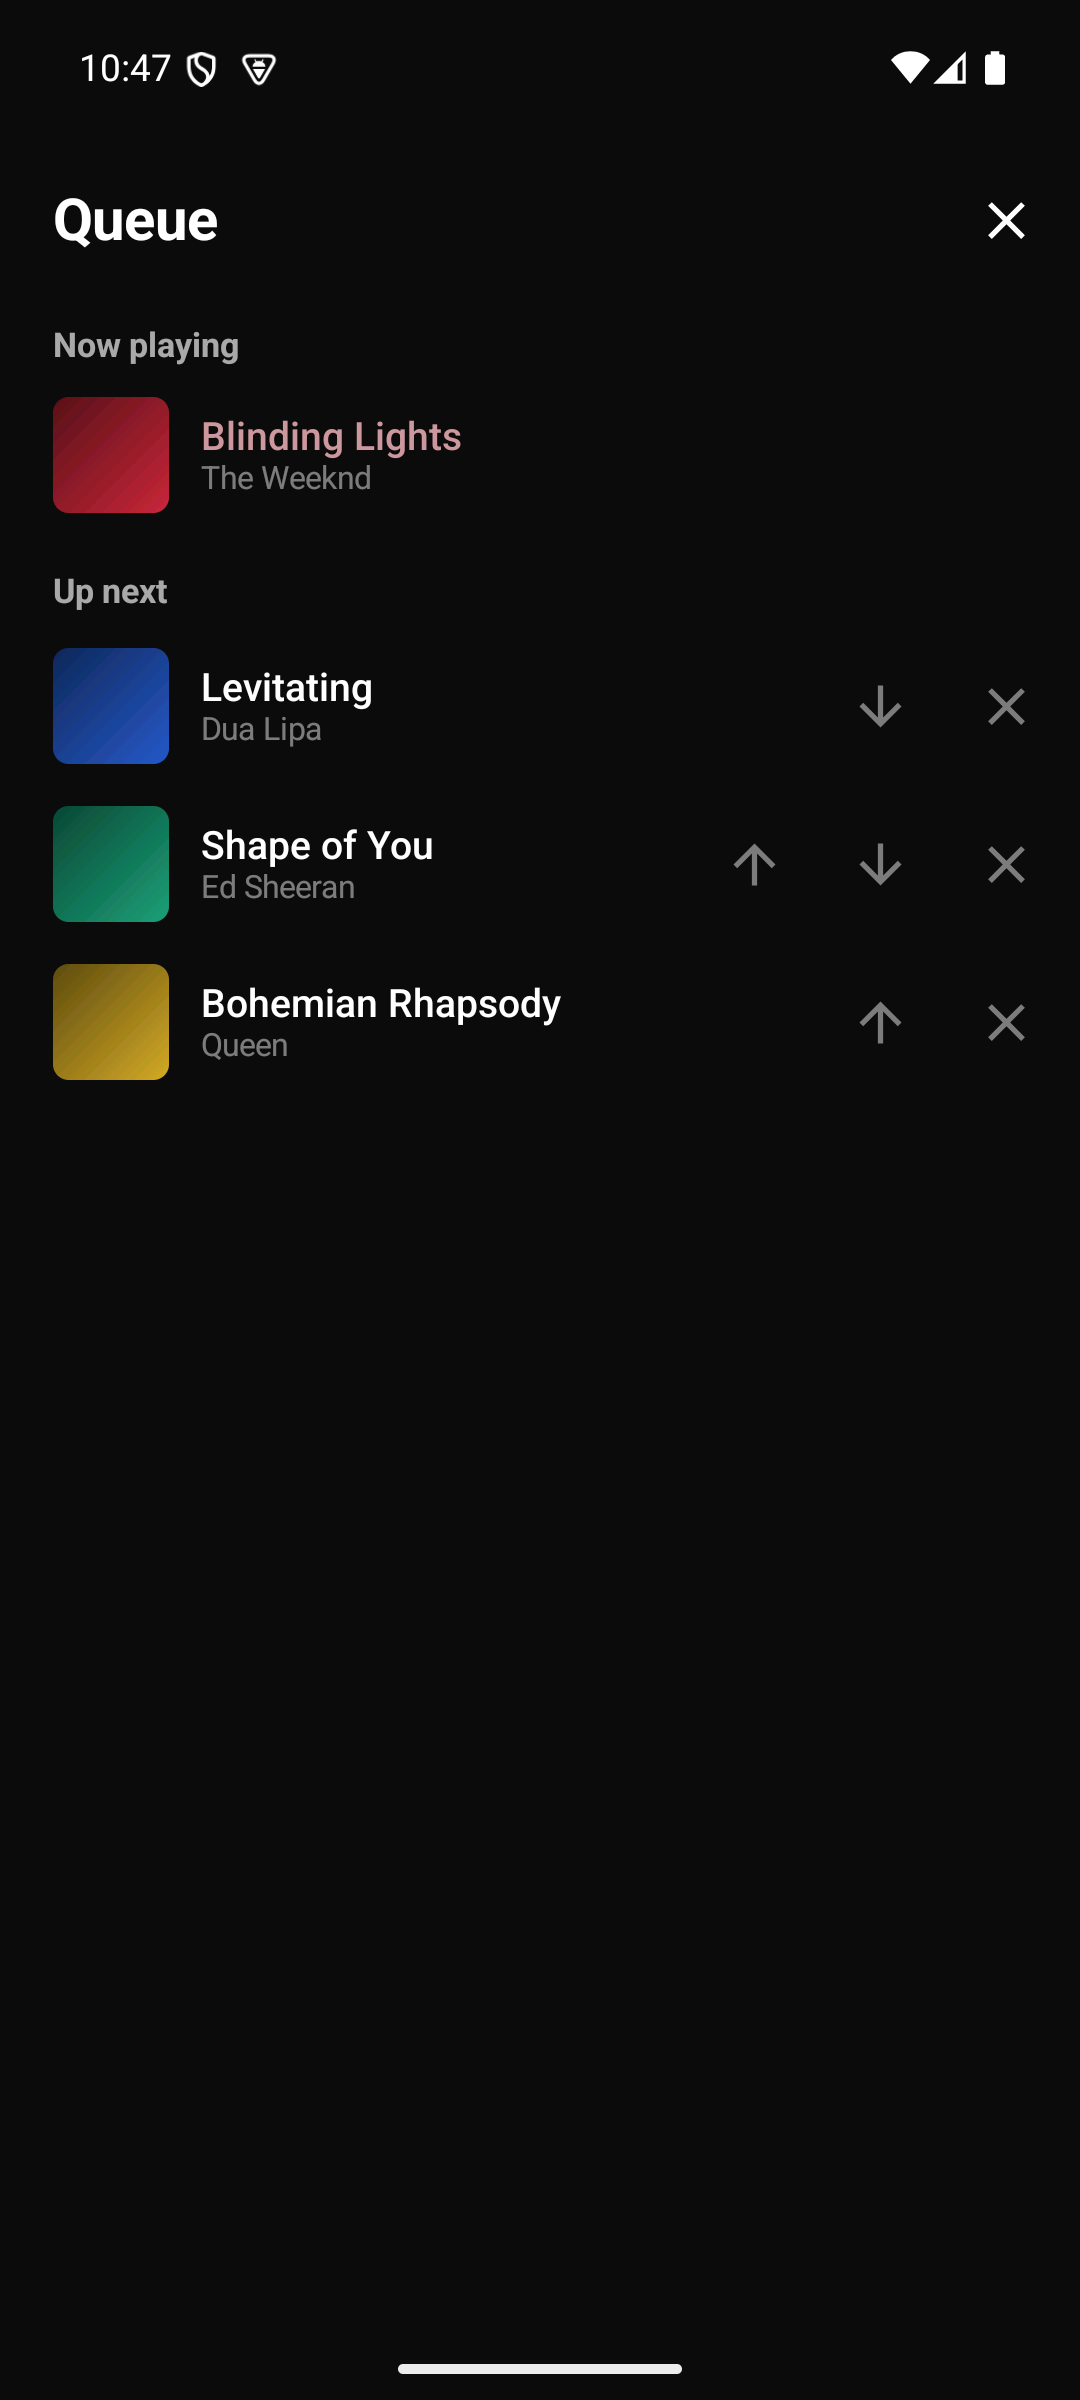 10:47
Queue
Now playing
Blinding Lights
The Weeknd
Up next
Levitating
Dua Lipa
Shape of You
Ed Sheeran
Bohemian Rhapsody
Queen